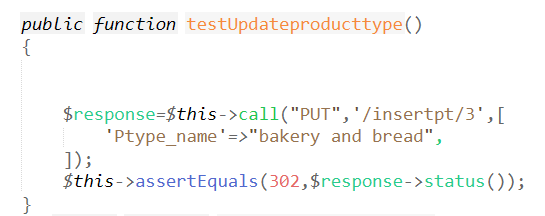 public function testUpdateproducttype()
{
$response=$this->call("PUT",'/insertpt/3',[
'Ptype_name'=>"bakery and bread",
]);
$this->assertEquals(302,$response->status());
}